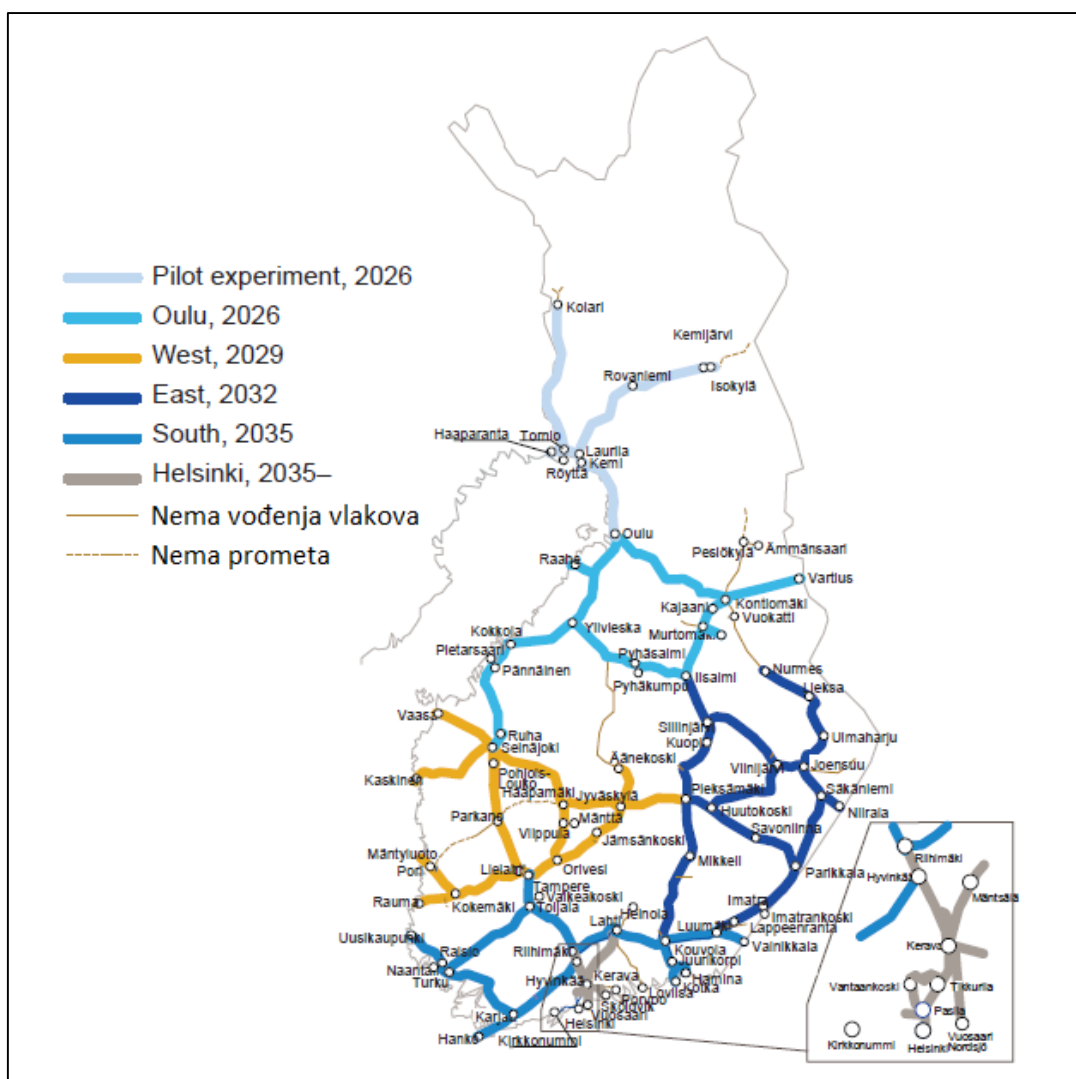 Pilot experiment, 2026
Oulu, 2026
West, 2029
East, 2032
South, 2035
Helsinki, 2035–
Nema vođenja vlakova
Nema prometa
Kolari
Kemijärvi
Rovaniemi
Isokylä
Haaparanta
Tornio
Laurila
Röyttä
Kemi
Oulu
Pesiökylä
Ämmänsaari
Raahe
Vartius
Kajaani
Kontiomäki
Vuokatti
Ylivieska
Murtomäki
Kokkola
Pietarsaari
Pännäinen
Pyhäsalmi
Pyhäkumpu
Iisalmi
Nurmes
Lieksa
Vaasa
Ruha
Seinäjoki
Siilinjärvi
Kuopi
Uimaharju
Kaskinen
Pohjois-
Louko
Haapamäki
Äänekoski
Viinijärvi
Joensuu
Jyväskylä
Pieksämäki
Huutokoski
Säkäniemi
Niirala
Parkano
Vilppula
Mänttä
Jämsänkoski
Savonlinna
Mäntyluoto
Pori
Lielahti
Orivesi
Mikkeli
Parikkala
Tampere
Valkeakoski
Rauma
Kokemäki
Toijala
Heinola
Imatra
Imatrankoski
Lahti
Luumäki
Lappeenranta
Uusikaupunki
Raisio
Riihimäki
Kouvola
Vainikkala
Naantali
Turku
Juurikorpi
Hyvinkää
Kerava
Hamina
Kotka
Loviisa
Porvoo
Sköldvik
Vuosaari
Karjaa
Helsinki
Hanko
Kirkkonummi
Riihimäki
Hyvinkää
Mäntsälä
Kerava
Vantaankoski
Tikkurila
Pasila
Kirkkonummi
Helsinki
Vuosaari
Nordsjö